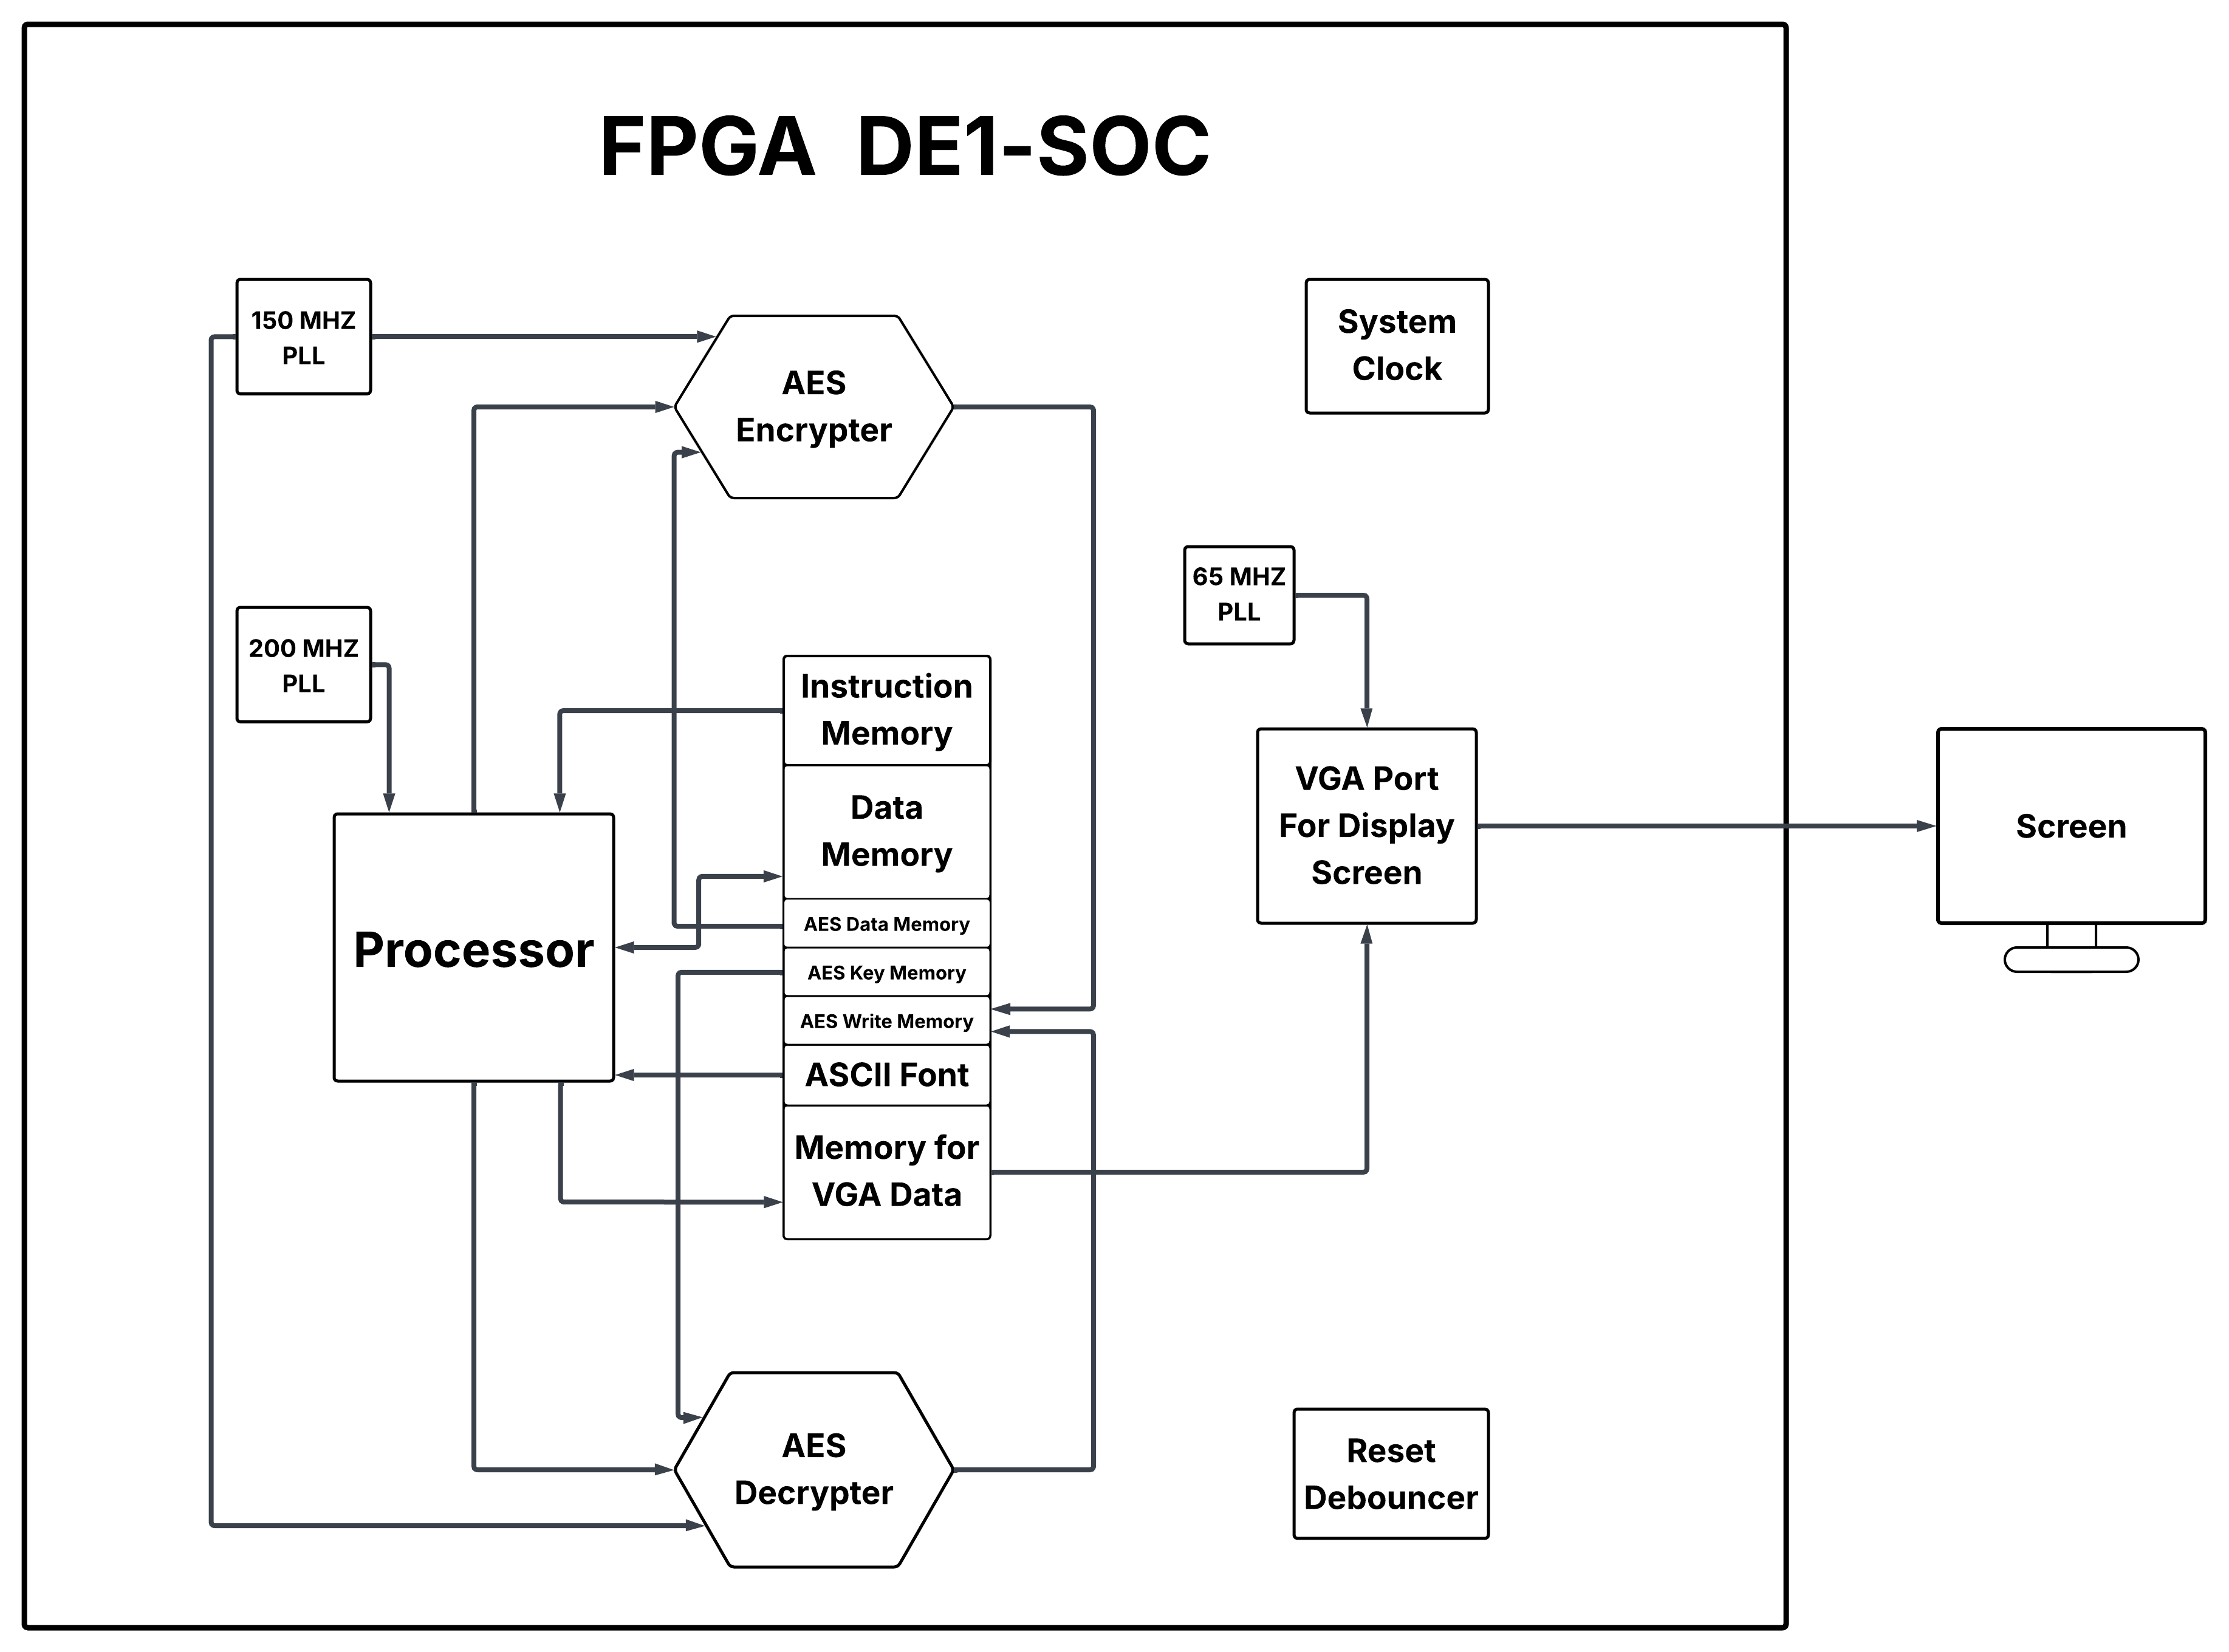 FPGA DE1-SOC
150 MHZ
PLL
AES
Encrypter
System
Clock
65 MHZ
PLL
200 MHZ
PLL
Instruction
Memory
Data
Memory
AES Data Memory
AES Key Memory
AES Write Memory
ASCII Font
Memory for
VGA Data
Processor
VGA Port
For Display
Screen
Screen
AES
Decrypter
Reset
Debouncer